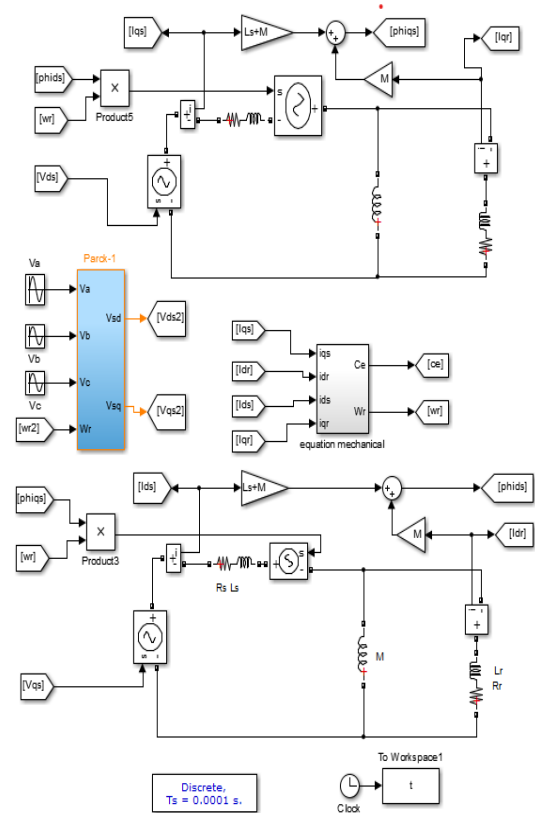 [Iqs]
Ls+M
[phiqs]
[Iqr]
[phids]
M
X
s
i
[wr]
Product5
[Vds]
s
i
Va
Parck-1
Va
Vsd
[Vds2]
Vb
Vb
Vc
Vc
Vsq
[Vqs2]
[wr2]
Wr
[Iqs]
iqs
[Idr]
idr
Ce
[ce]
[Ids]
ids
Wr
[wr]
[Iqr]
iqr
equation mechanical
[Ids]
Ls+M
[phids]
[phiqs]
M
[Idr]
X
s
i
[wr]
Product3
Rs Ls
i
M
Lr
Rr
[Vqs]
s
To Workspace1
Discrete,
Ts = 0.0001 s.
t
Clock